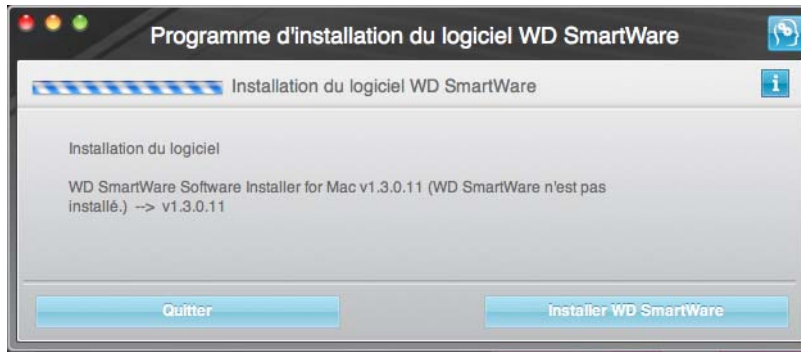 Programme d'installation du logiciel WD SmartWare
Installation du logiciel WD SmartWare
i
Installation du logiciel
WD SmartWare Software Installer for Mac v1.3.0.11 (WD SmartWare n'est pas
installé.) --> v1.3.0.11
Quitter
Installer WD SmartWare